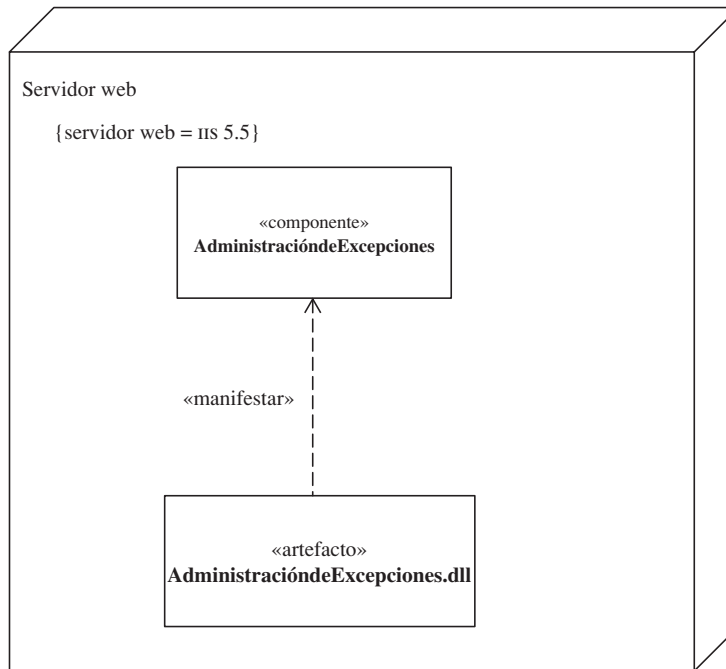 Servidor web
{servidor web = IIS 5.5}
«componente»
AdministracióndeExcepciones
«manifestar»
«artefacto»
AdministracióndeExcepciones.dll